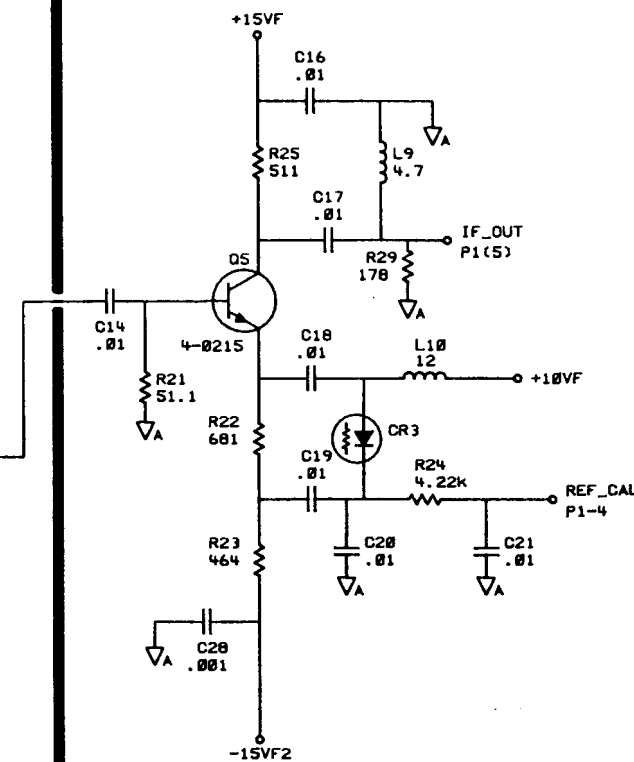 +15VF
C16
.01
A
R25
511
L9
4.7
C17
.01
IF_OUT
P1(5)
R29
178
A
Q5
4-0215
C14
.01
R21
51.1
A
C18
.01
L10
12
+10VF
R22
681
CR3
C19
.01
R24
4.22K
REF_CAL
P1-4
R23
464
C20
.01
A
C21
.01
A
C28
.001
A
-15VF2